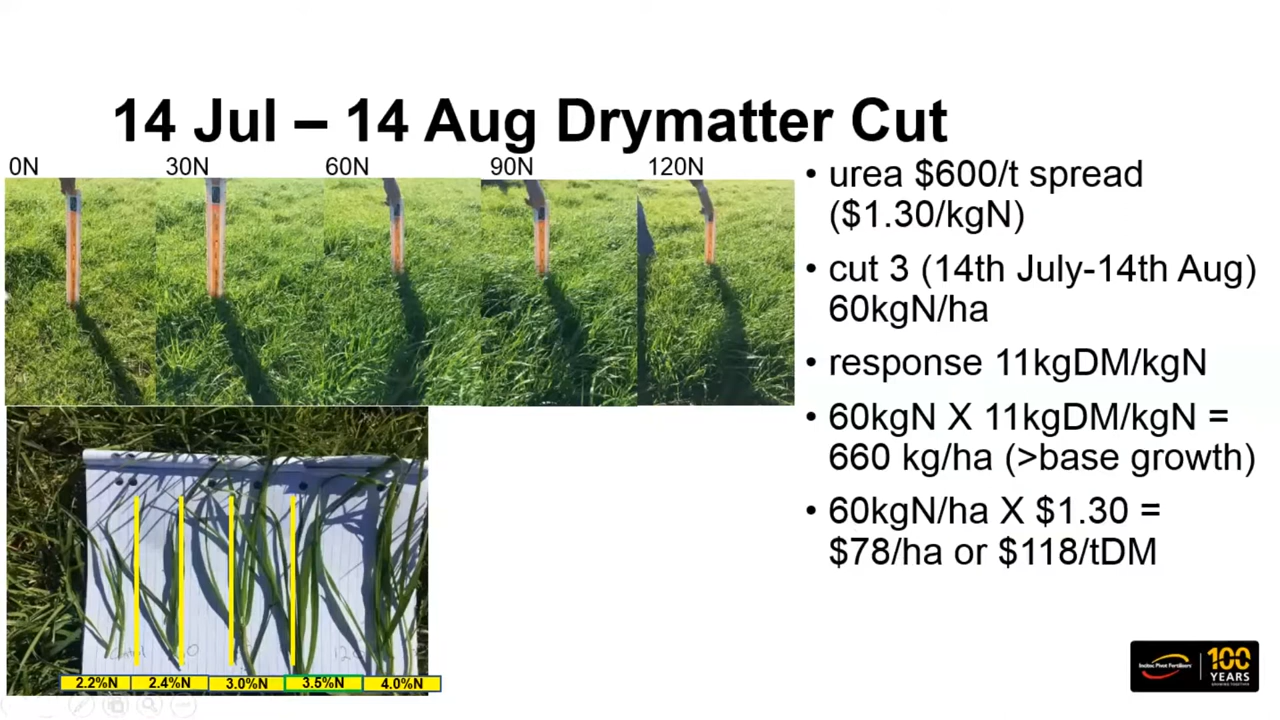 14 Jul – 14 Aug Drymatter Cut
0N
30N
60N
90N
120N
• urea $600/t spread
($1.30/kgN)
• cut 3 (14th July-14th Aug)
60kgN/ha
• response 11kgDM/kgN
• 60kgN X 11kgDM/kgN =
660 kg/ha (>base growth)
• 60kgN/ha X $1.30 =
$78/ha or $118/tDM
2.2%N
2.4%N
3.0%N
3.5%N
4.0%N
Incitec Pivot Fertilisers
100
YEARS